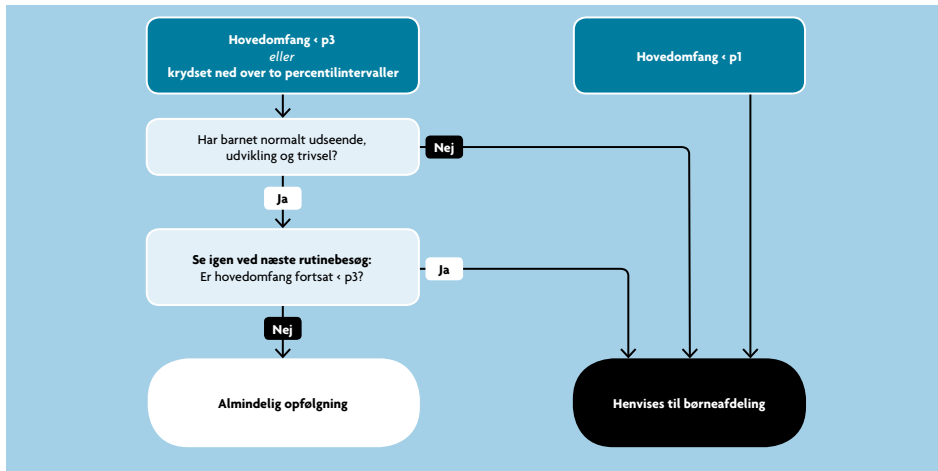 Hovedomfang < p3
eller
krydset ned over to percentilintervaller
Hovedomfang < p1
Har barnet normalt udseende,
udvikling og trivsel?
Nej
Ja
Se igen ved næste rutinebesøg:
Er hovedomfang fortsat < p3?
Ja
Nej
Almindelig opfølgning
Henvises til børneafdeling